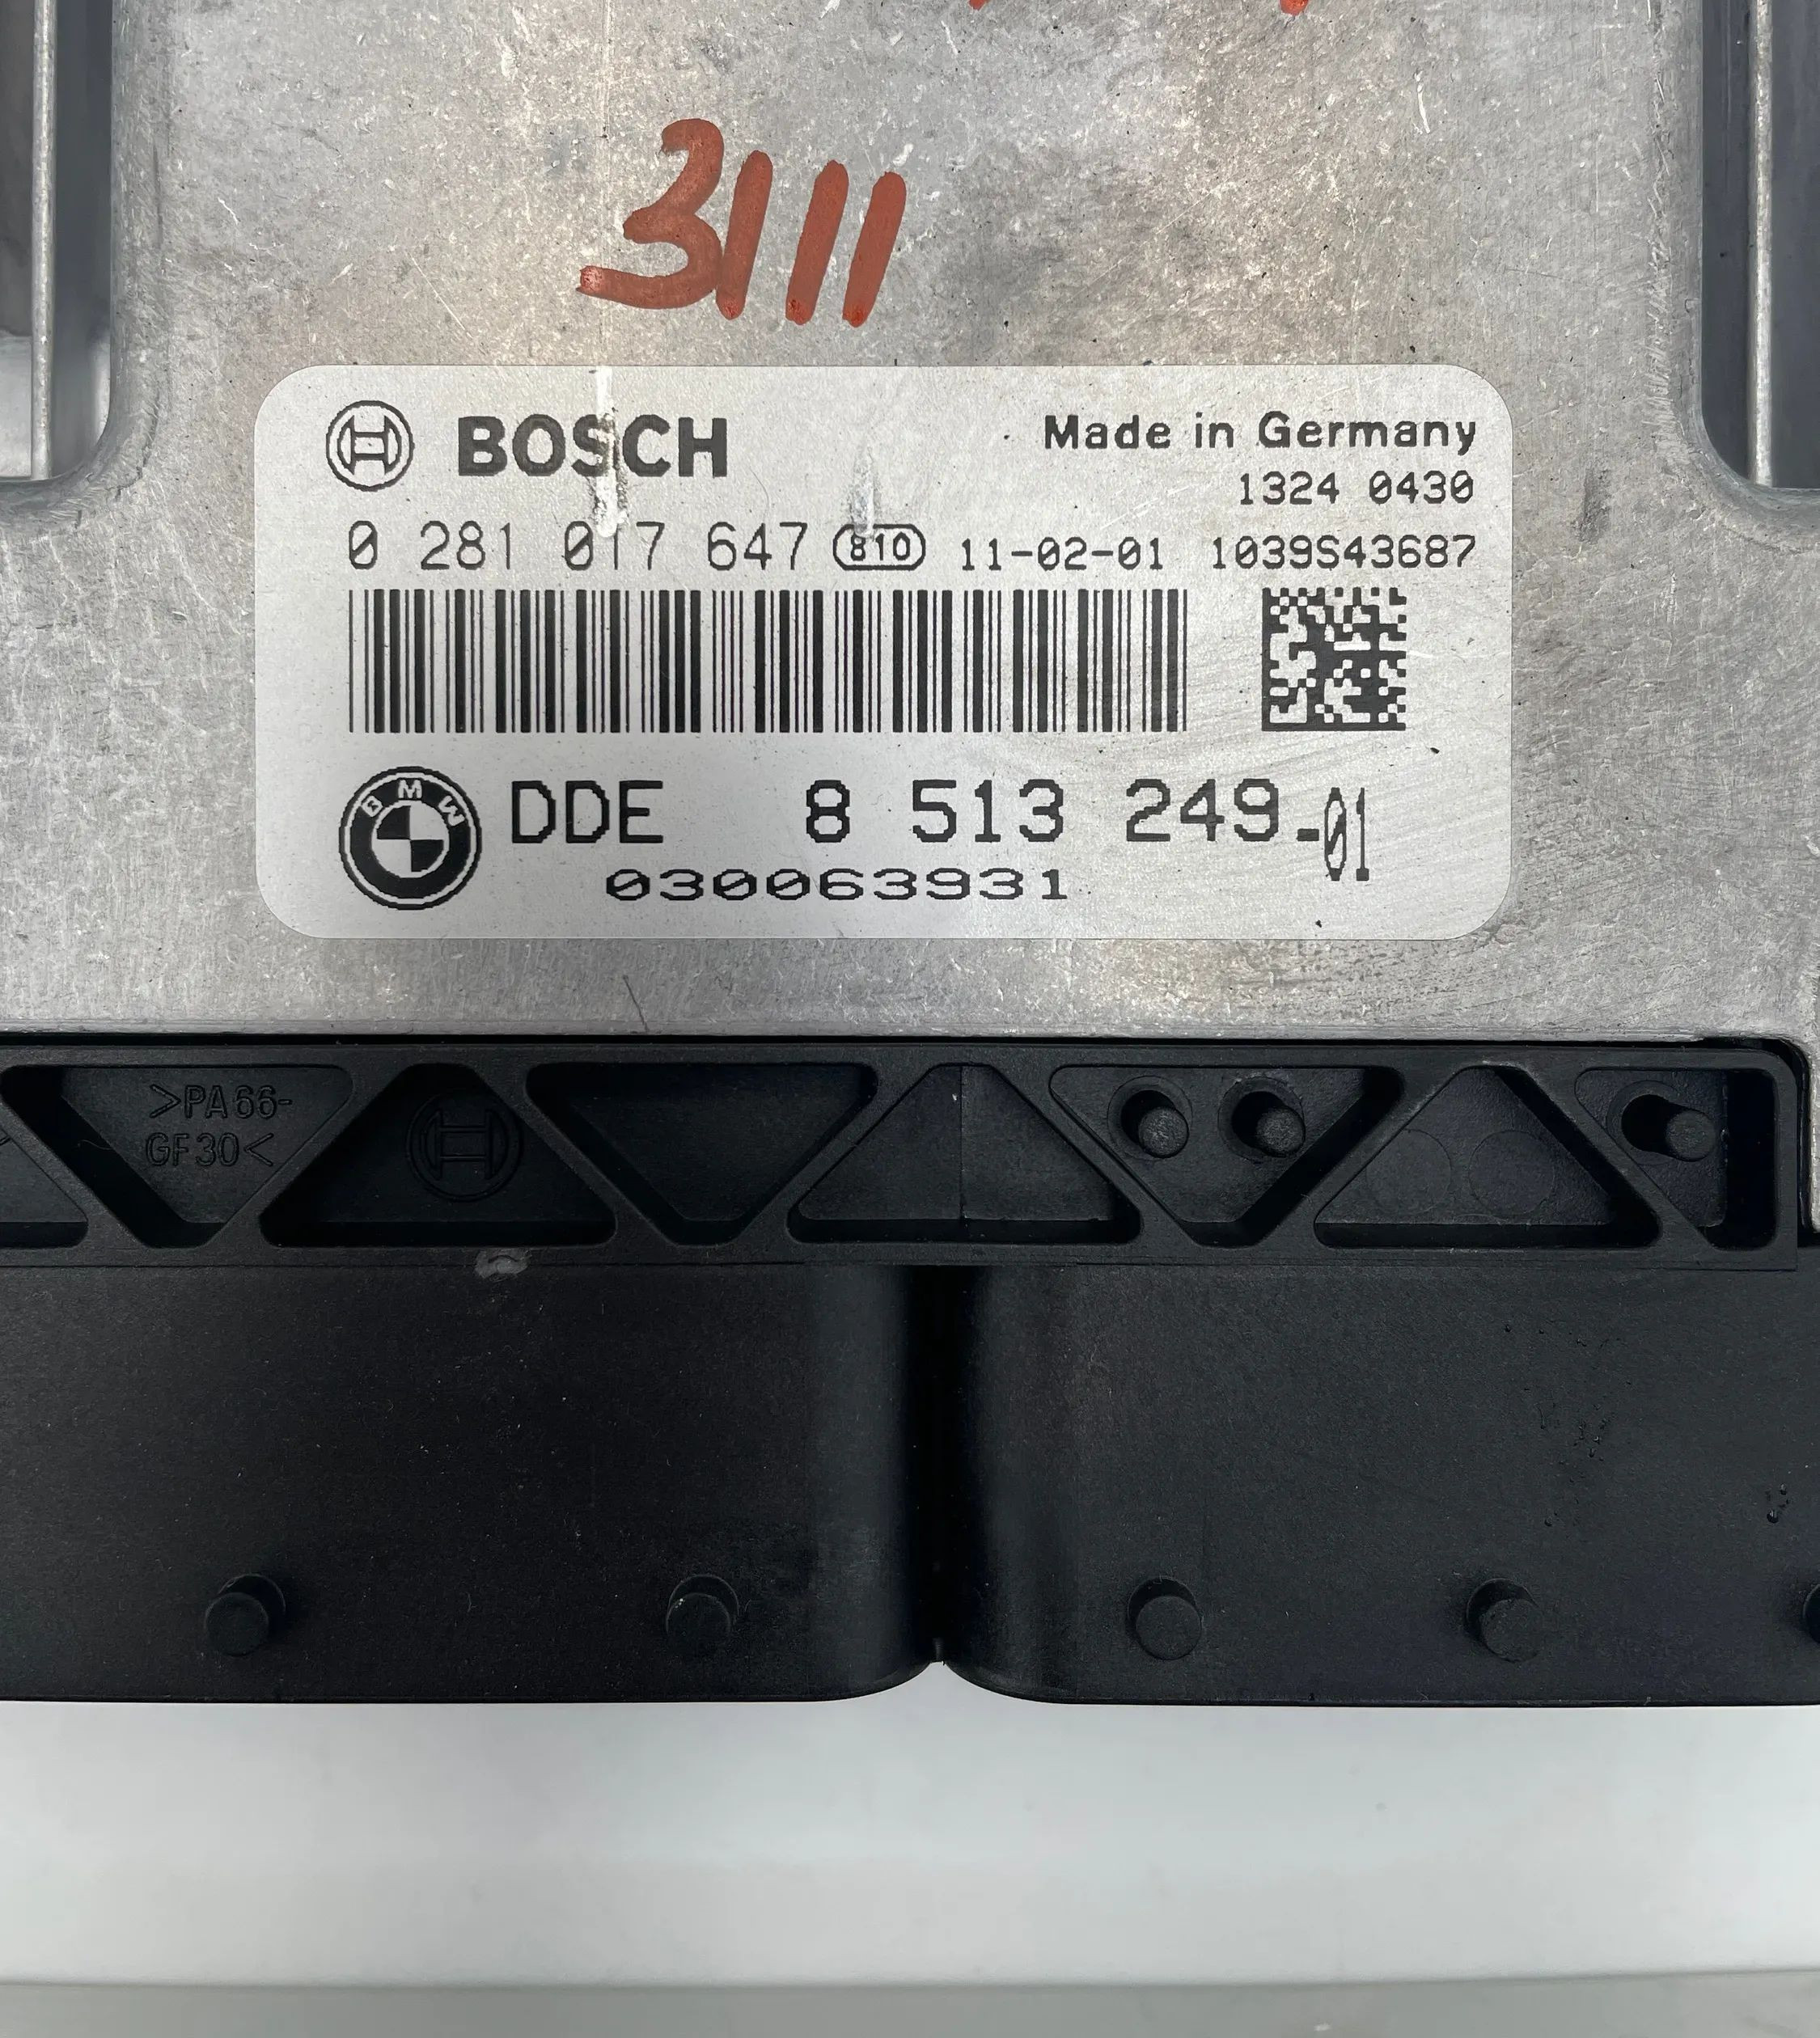 3111
BOSCH Made in Germany
1324 0430
0 281 017 647 810 11-02-01 1039S43687
BMW DDE 8 513 249-01
030063931
>PA66-
GF30<